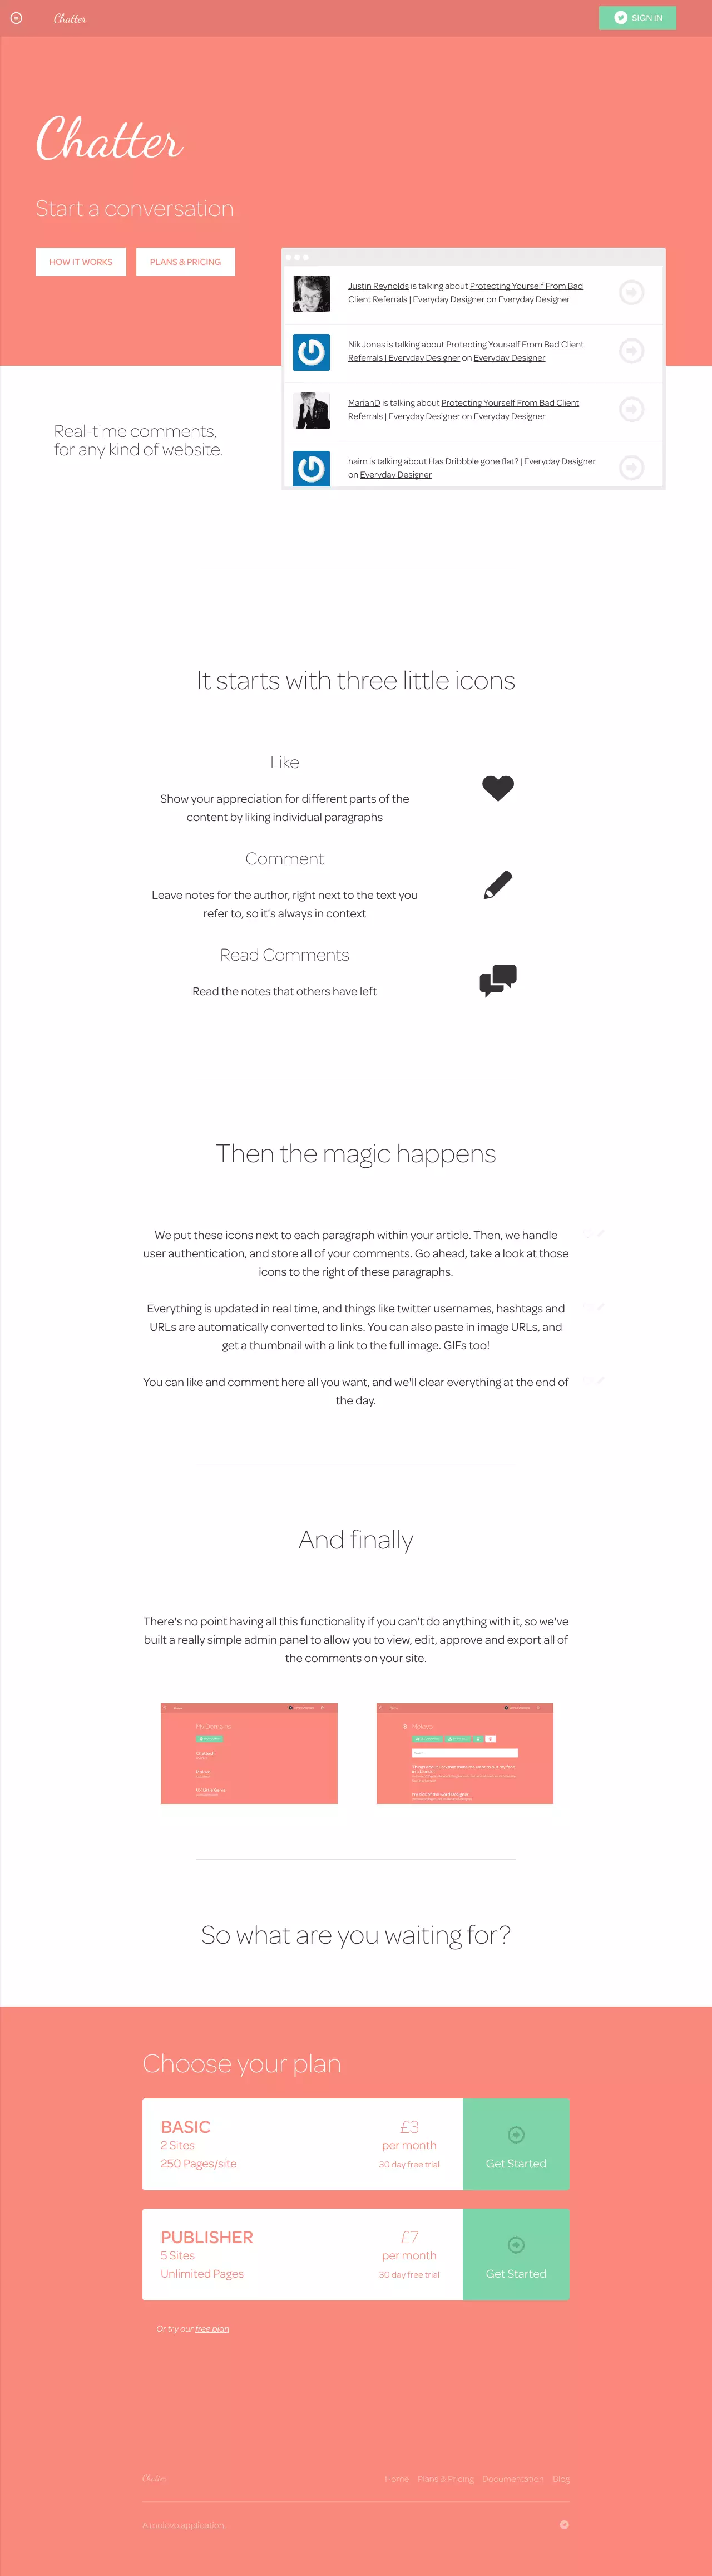 Chatter
SIGN IN
Chatter
Start a conversation
HOW IT WORKS
PLANS & PRICING
Justin Reynolds is talking about Protecting Yourself From Bad
Client Referrals | Everyday Designer on Everyday Designer
Nik Jones is talking about Protecting Yourself From Bad Client
Referrals | Everyday Designer on Everyday Designer
MarianD is talking about Protecting Yourself From Bad Client
Referrals | Everyday Designer on Everyday Designer
haim is talking about Has Dribbble gone flat? | Everyday Designer
on Everyday Designer
Real-time comments,
for any kind of website.
It starts with three little icons
Like
Show your appreciation for different parts of the
content by liking individual paragraphs
Comment
Leave notes for the author, right next to the text you
refer to, so it's always in context
Read Comments
Read the notes that others have left
Then the magic happens
We put these icons next to each paragraph within your article. Then, we handle
user authentication, and store all of your comments. Go ahead, take a look at those
icons to the right of these paragraphs.
Everything is updated in real time, and things like twitter usernames, hashtags and
URLs are automatically converted to links. You can also paste in image URLs, and
get a thumbnail with a link to the full image. GIFs too!
You can like and comment here all you want, and we'll clear everything at the end of
the day.
And finally
There's no point having all this functionality if you can't do anything with it, so we've
built a really simple admin panel to allow you to view, edit, approve and export all of
the comments on your site.
My Domains
So what are you waiting for?
Choose your plan
BASIC
2 Sites
250 Pages/site
£3
per month
30 day free trial
Get Started
PUBLISHER
5 Sites
Unlimited Pages
£7
per month
30 day free trial
Get Started
Or try our free plan
Chatter
Home Plans & Pricing Documentation Blog
A molovo application.